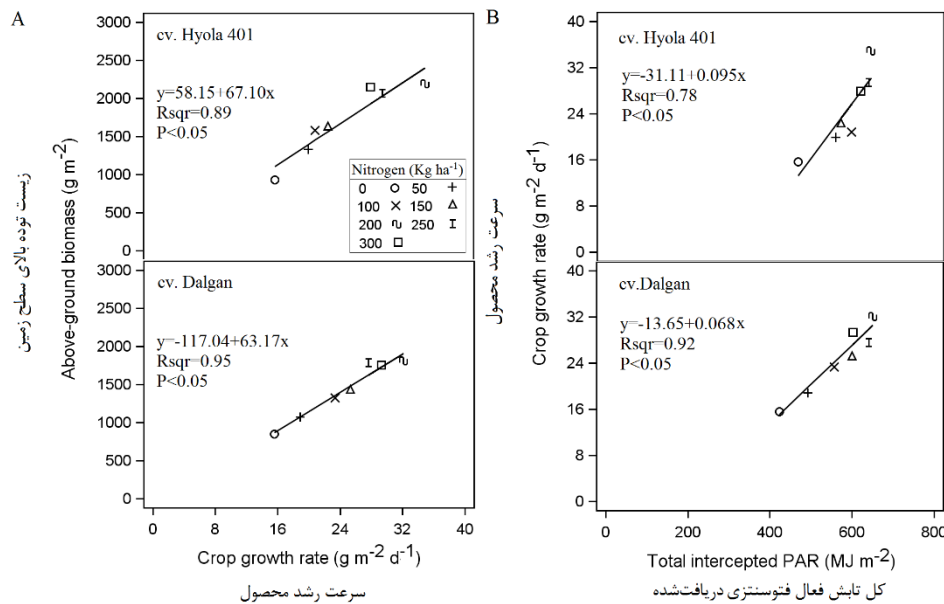 A
cv. Hyola 401
y=58.15+67.10x
Rsqr=0.89
P<0.05
Nitrogen (Kg ha⁻¹)
0 50
100 150
200 250
300
3000
2500
2000
1500
1000
500
0
cv. Dalgan
y=-117.04+63.17x
Rsqr=0.95
P<0.05
3000
2500
2000
1500
1000
500
0
Above-ground biomass (g m⁻²)
زیست توده بالای سطح زمین
0 8 16 24 32 40
Crop growth rate (g m⁻² d⁻¹)
سرعت رشد محصول
B
cv. Hyola 401
y=-31.11+0.095x
Rsqr=0.78
P<0.05
40
32
24
16
8
0
cv.Dalgan
y=-13.65+0.068x
Rsqr=0.92
P<0.05
40
32
24
16
8
0
Crop growth rate (g m⁻² d⁻¹)
سرعت رشد محصول
0 200 400 600 800
Total intercepted PAR (MJ m⁻²)
کل تابش فعال فتوسنتزی دریافت‌شده